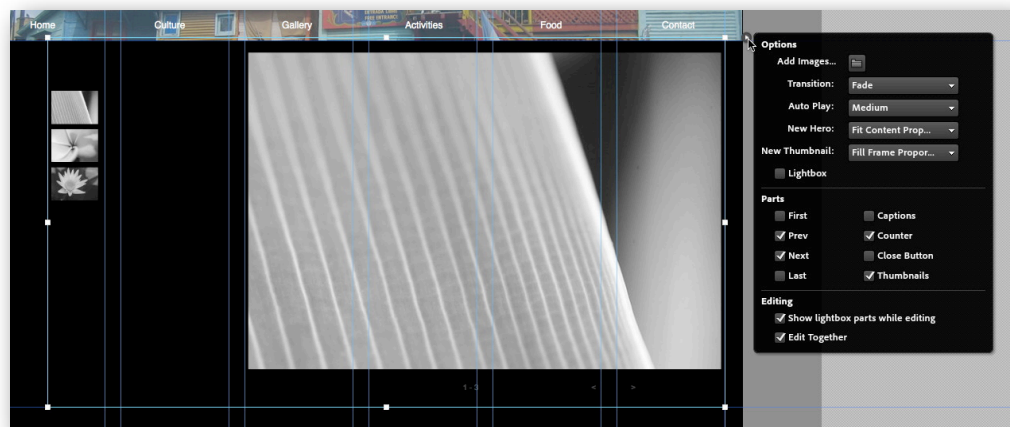 Home Culture Gallery Activities Food Contact
Options
Add Images...
Transition: Fade
Auto Play: Medium
New Hero: Fit Content Prop...
New Thumbnail: Fill Frame Propor...
Lightbox
Parts
First Captions
Prev Counter
Next Close Button
Last Thumbnails
Editing
Show lightbox parts while editing
Edit Together
< >